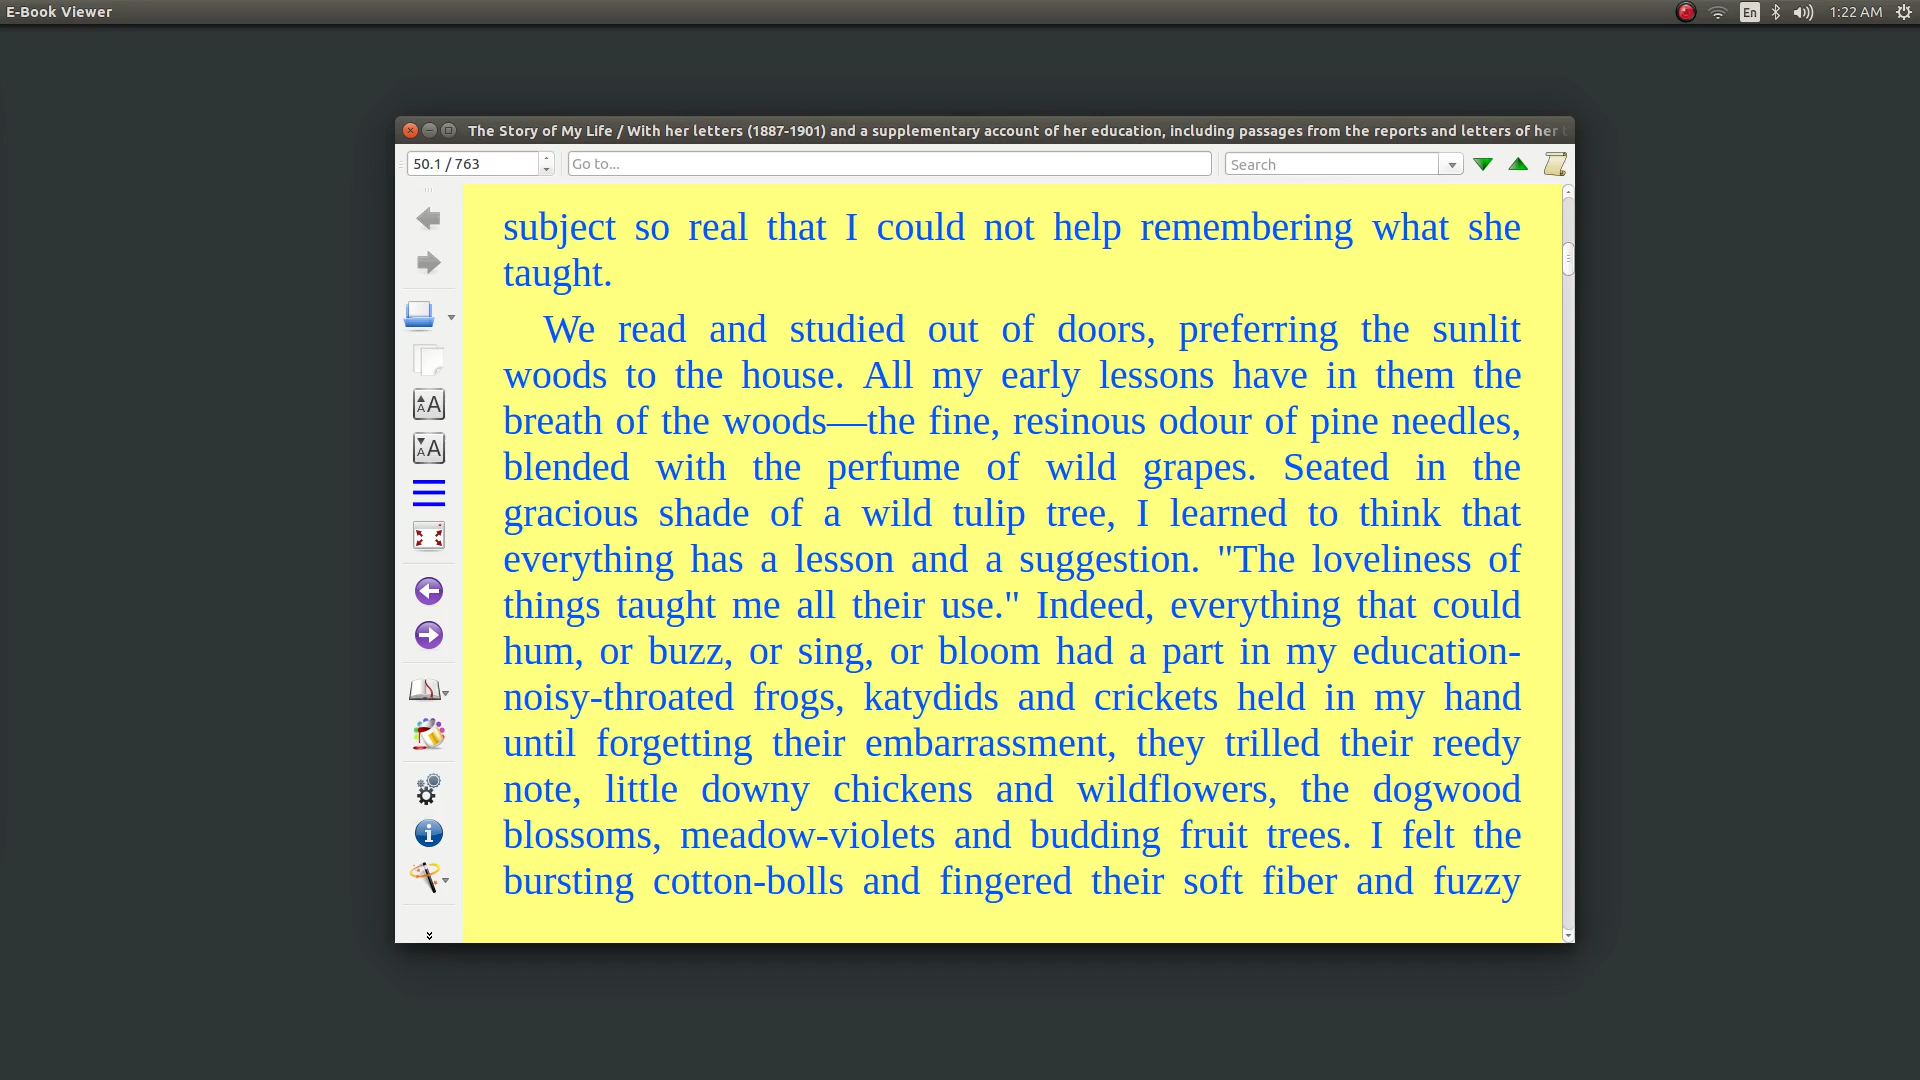 E-Book Viewer
En
1:22 AM
The Story of My Life / With her letters (1887-1901) and a supplementary account of her education, including passages from the reports and letters of her
50.1 / 763
Go to...
Search
subject so real that I could not help remembering what she
taught.
We read and studied out of doors, preferring the sunlit
woods to the house. All my early lessons have in them the
breath of the woods—the fine, resinous odour of pine needles,
blended with the perfume of wild grapes. Seated in the
gracious shade of a wild tulip tree, I learned to think that
everything has a lesson and a suggestion. "The loveliness of
things taught me all their use." Indeed, everything that could
hum, or buzz, or sing, or bloom had a part in my education-
noisy-throated frogs, katydids and crickets held in my hand
until forgetting their embarrassment, they trilled their reedy
note, little downy chickens and wildflowers, the dogwood
blossoms, meadow-violets and budding fruit trees. I felt the
bursting cotton-bolls and fingered their soft fiber and fuzzy